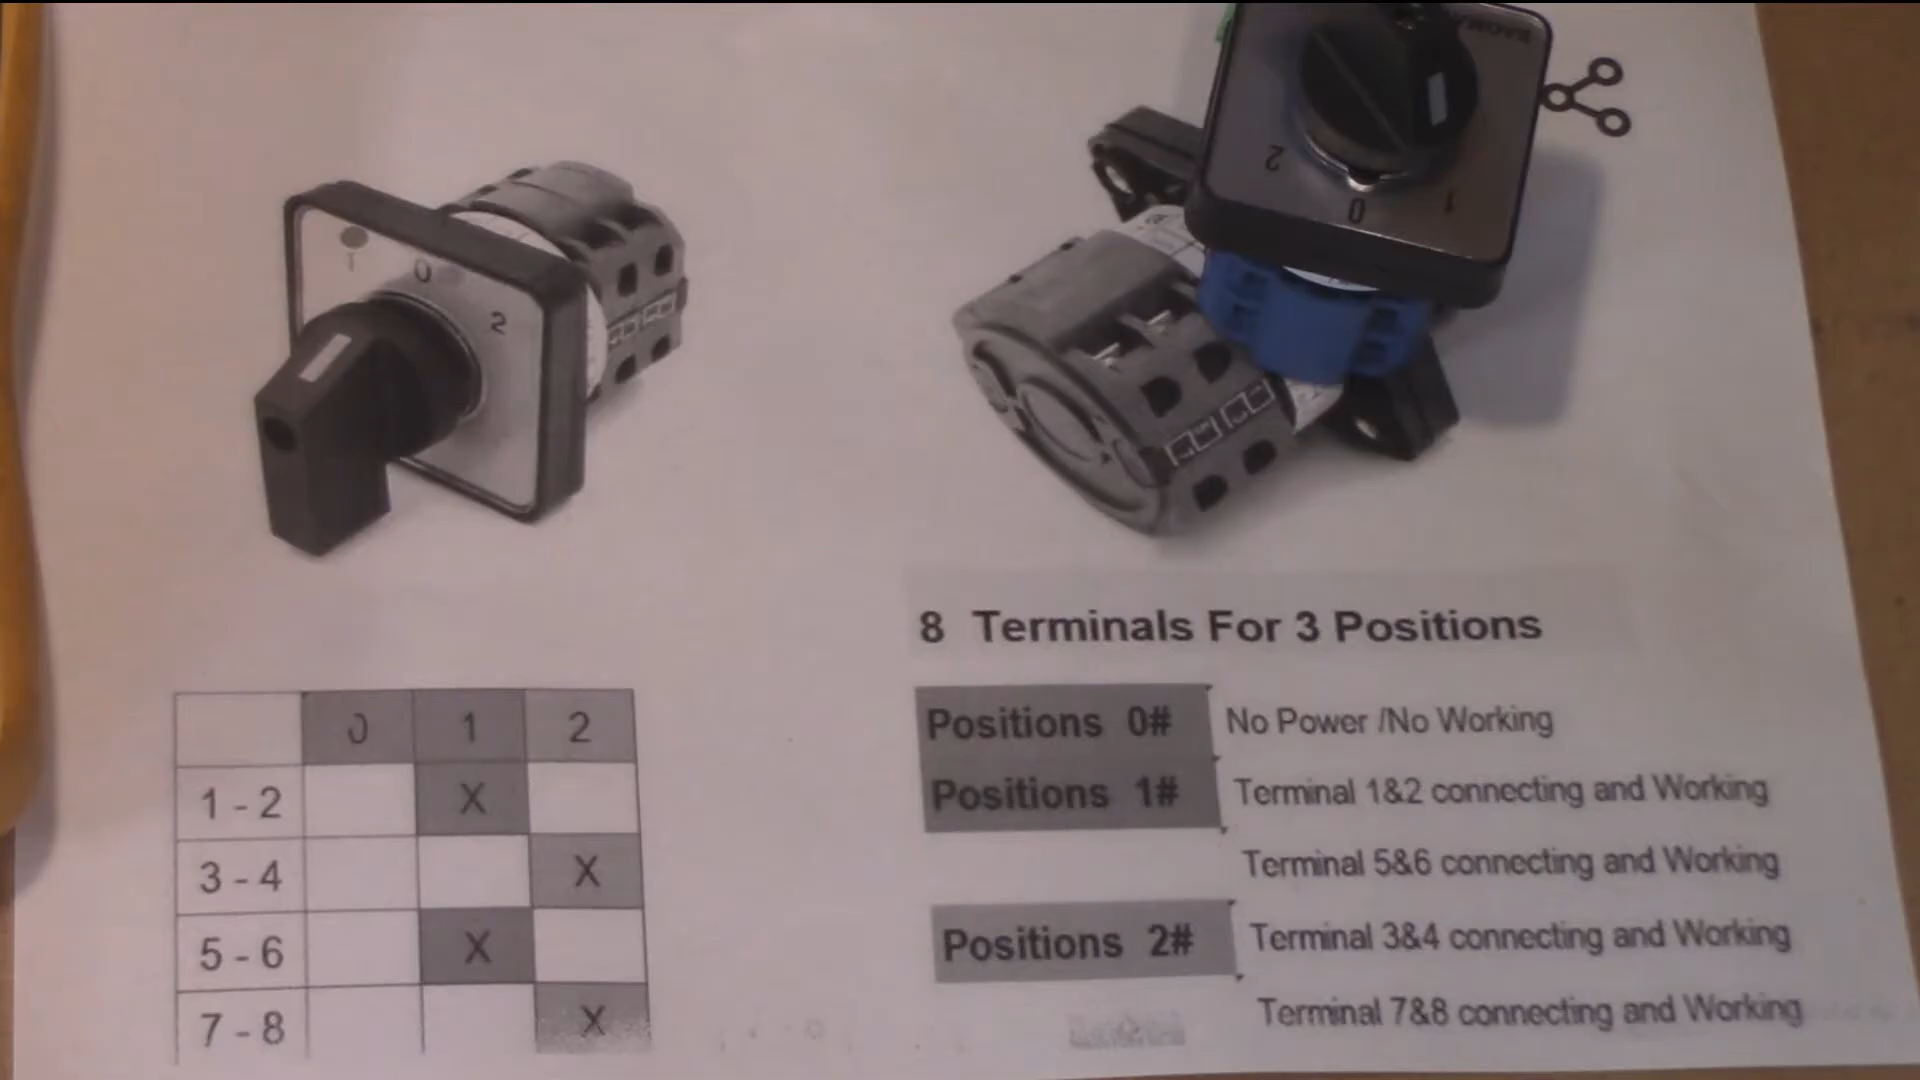 1 0 2
2 0 1
8 Terminals For 3 Positions
0 1 2
1 - 2 X
3 - 4 X
5 - 6 X
7 - 8 X
Positions 0# No Power /No Working
Positions 1# Terminal 1&2 connecting and Working
Terminal 5&6 connecting and Working
Positions 2# Terminal 3&4 connecting and Working
Terminal 7&8 connecting and Working